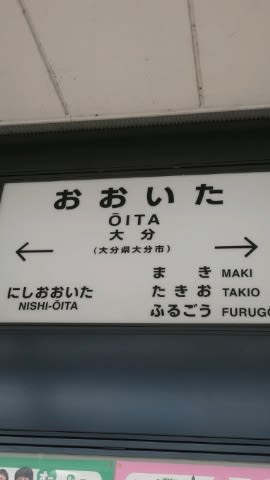 おおいた
ŌITA
大分
(大分県大分市)
← →
まき MAKI
にしおおいた たきお TAKIO
NISHI-ŌITA ふるごう FURUG